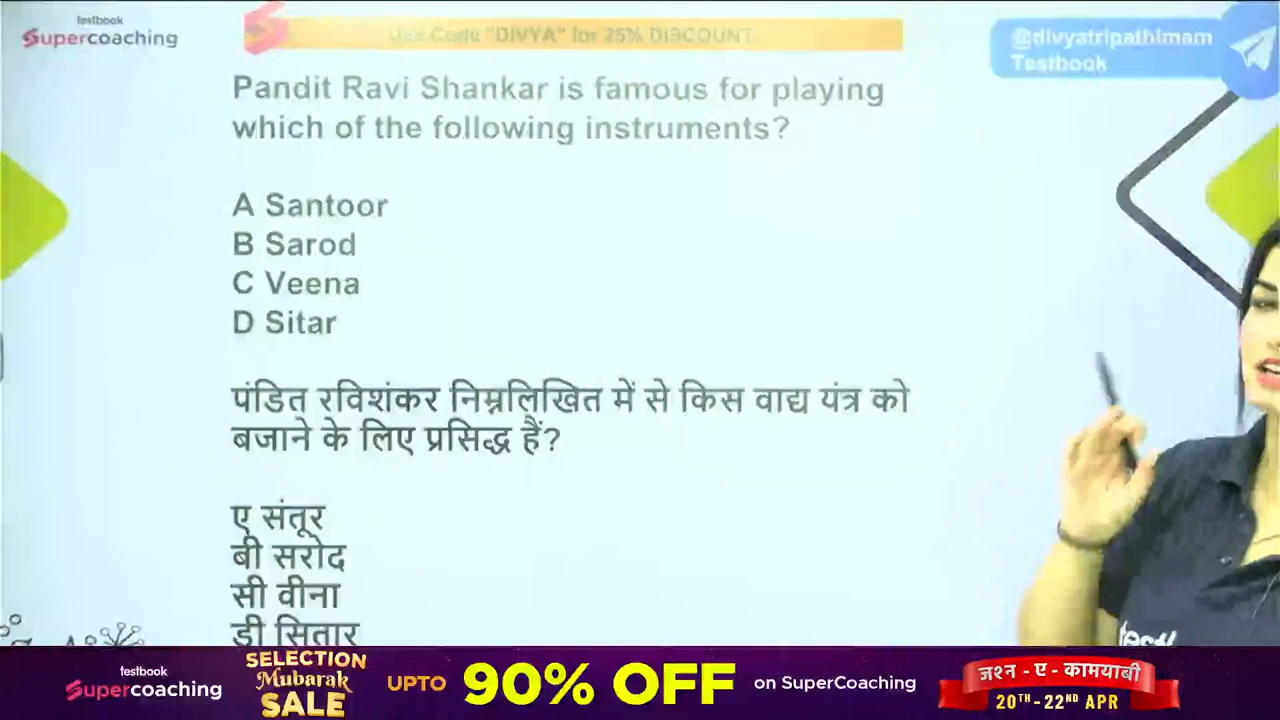 testbook
Supercoaching
Use Code "DIVYA" for 25% DISCOUNT.
@divyatripathimam
Testbook
Pandit Ravi Shankar is famous for playing
which of the following instruments?
A Santoor
B Sarod
C Veena
D Sitar
पंडित रविशंकर निम्नलिखित में से किस वाद्य यंत्र को
बजाने के लिए प्रसिद्ध हैं?
ए संतूर
बी सरोद
सी वीना
डी सितार
testbook
Supercoaching
SELECTION
Mubarak
SALE
UPTO 90% OFF on SuperCoaching
जश्न - ए - कामयाबी
20TH - 22ND APR